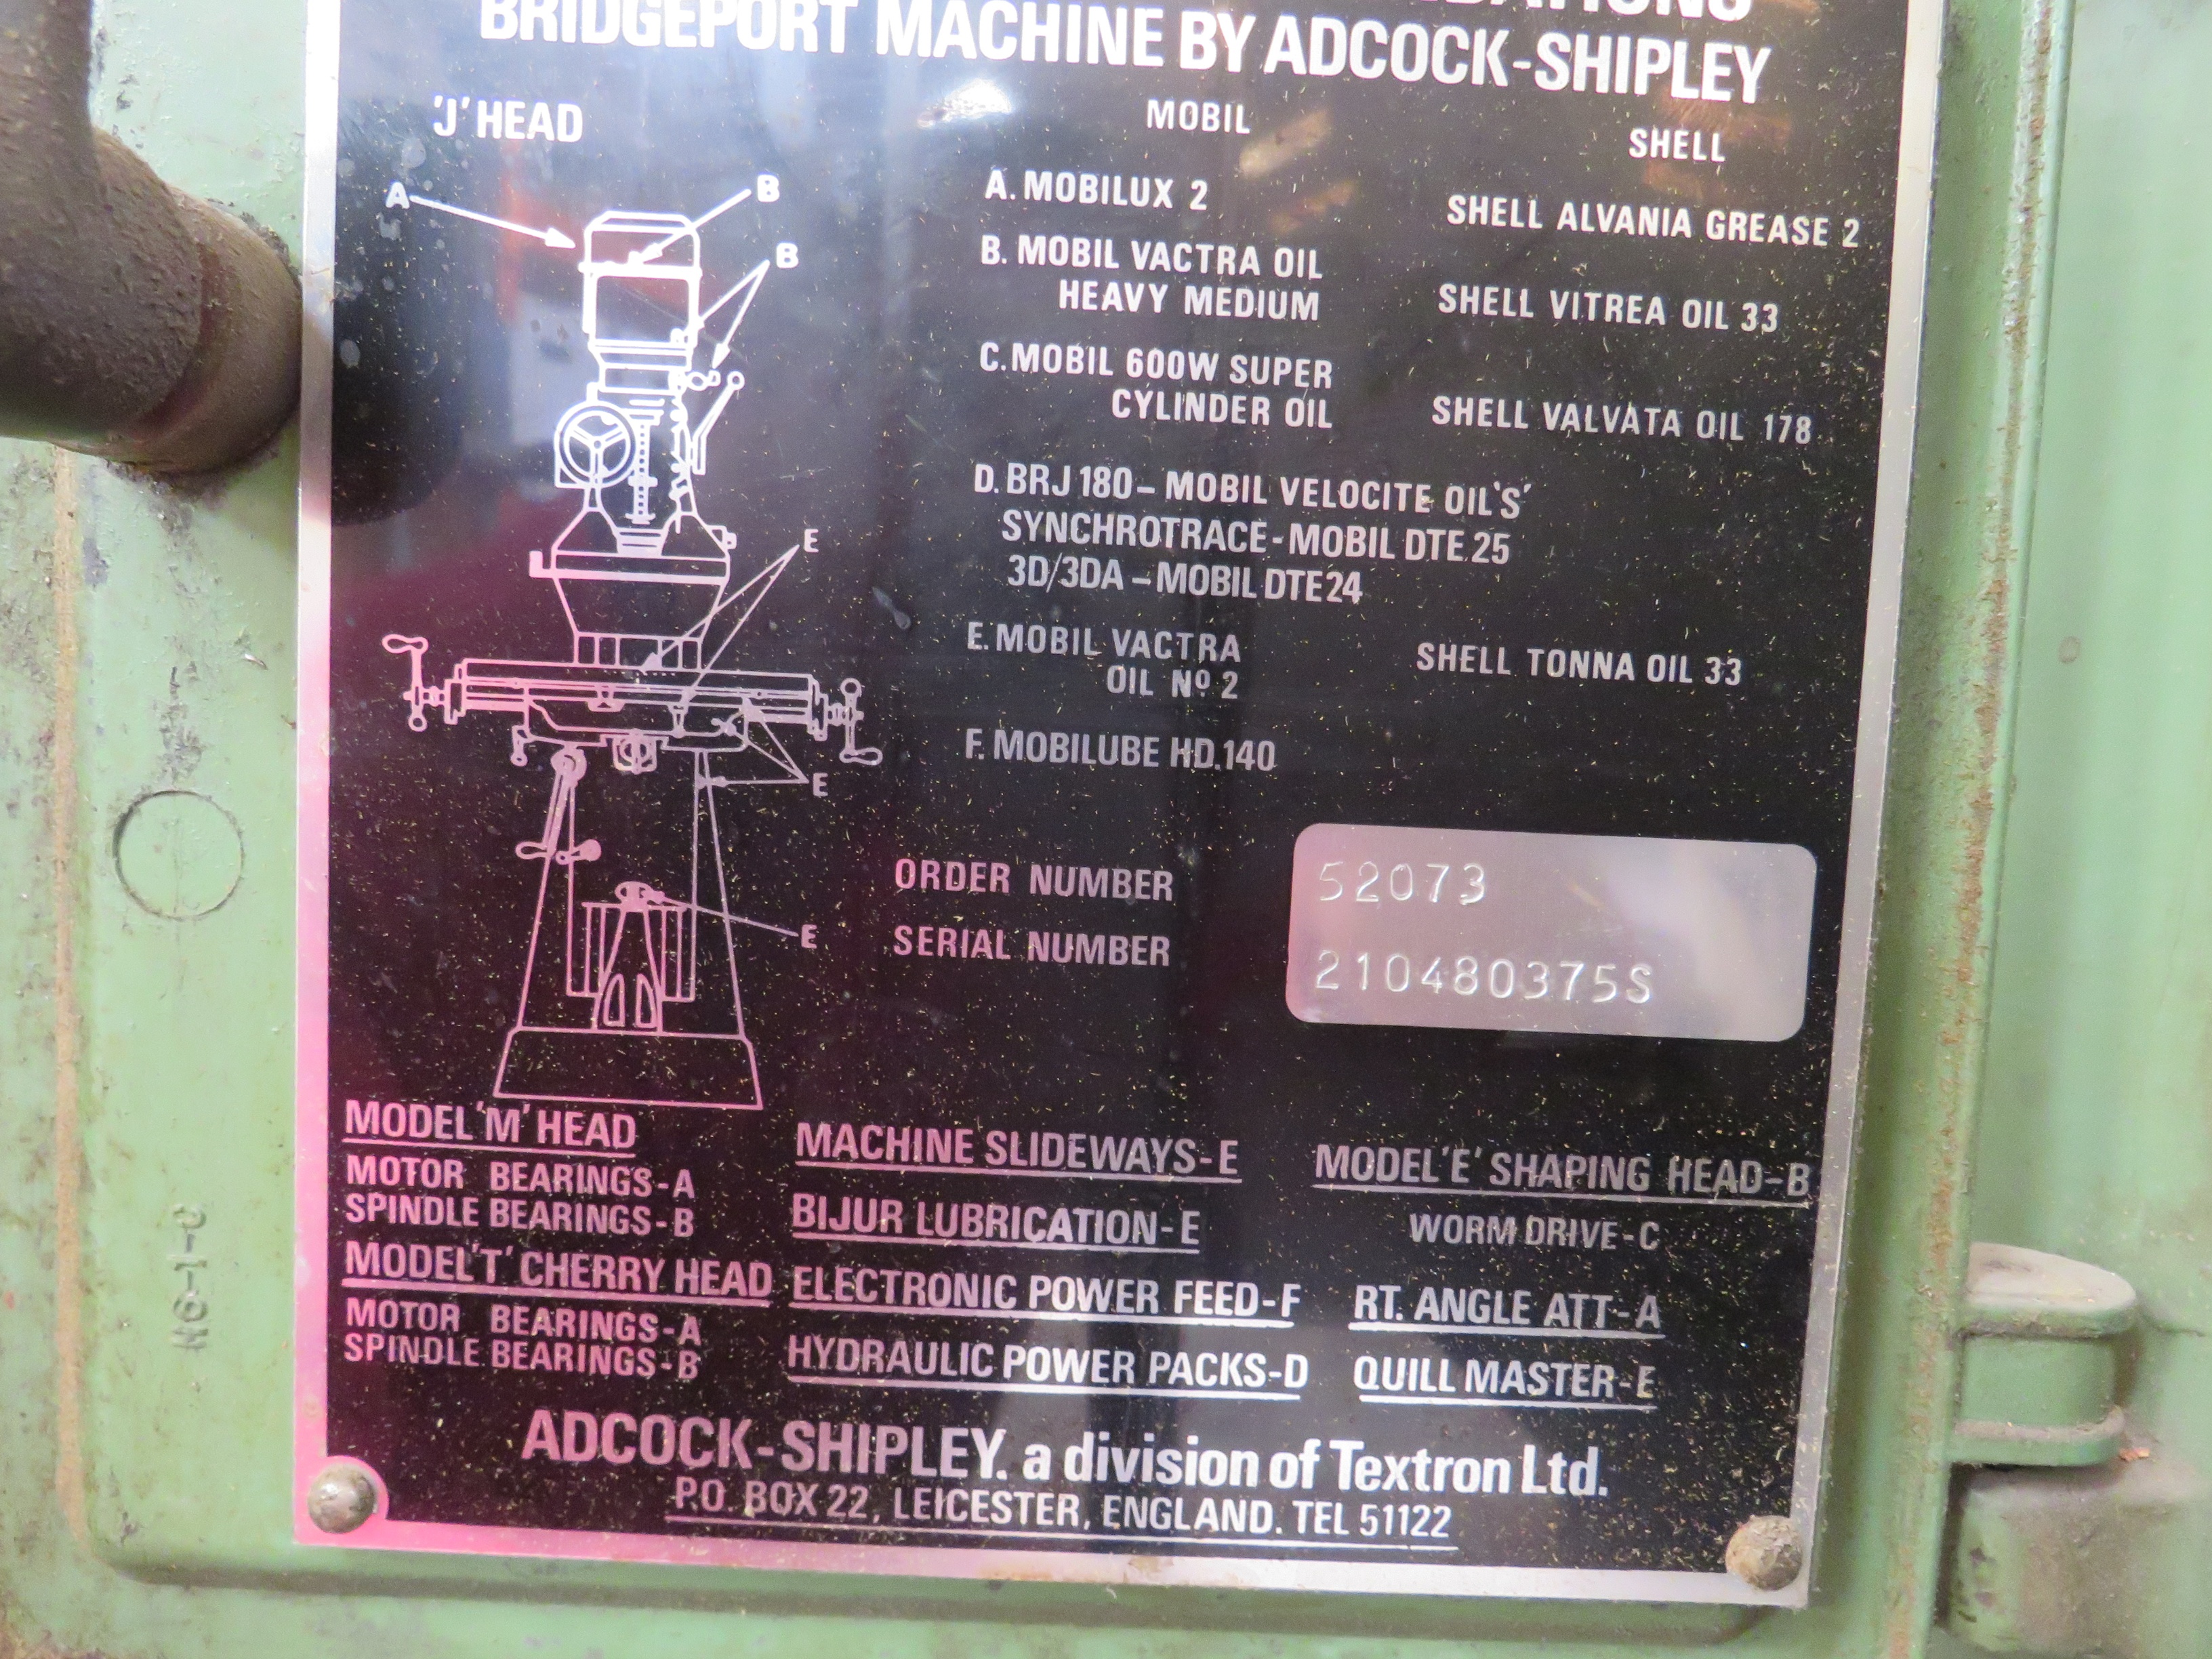 BRIDGEPORT MACHINE BY ADCOCK-SHIPLEY
'J' HEAD
MOBIL
SHELL
A
B
B
E
E
E
A. MOBILUX 2
SHELL ALVANIA GREASE 2
B. MOBIL VACTRA OIL
HEAVY MEDIUM
SHELL VITREA OIL 33
C. MOBIL 600W SUPER
CYLINDER OIL
SHELL VALVATA OIL 178
D. BRJ 180 – MOBIL VELOCITE OIL 'S'
SYNCHROTRACE - MOBIL DTE 25
3D/3DA – MOBIL DTE 24
E. MOBIL VACTRA
OIL Nº 2
SHELL TONNA OIL 33
F. MOBILUBE HD.140
ORDER NUMBER 52073
SERIAL NUMBER 210480375S
MODEL 'M' HEAD
MOTOR BEARINGS - A
SPINDLE BEARINGS - B
MODEL 'T' CHERRY HEAD
MOTOR BEARINGS - A
SPINDLE BEARINGS - B
MACHINE SLIDEWAYS - E
BIJUR LUBRICATION - E
ELECTRONIC POWER FEED - F
HYDRAULIC POWER PACKS - D
MODEL 'E' SHAPING HEAD - B
WORM DRIVE - C
RT. ANGLE ATT - A
QUILL MASTER - E
ADCOCK-SHIPLEY. a division of Textron Ltd.
P.O. BOX 22, LEICESTER, ENGLAND. TEL 51122